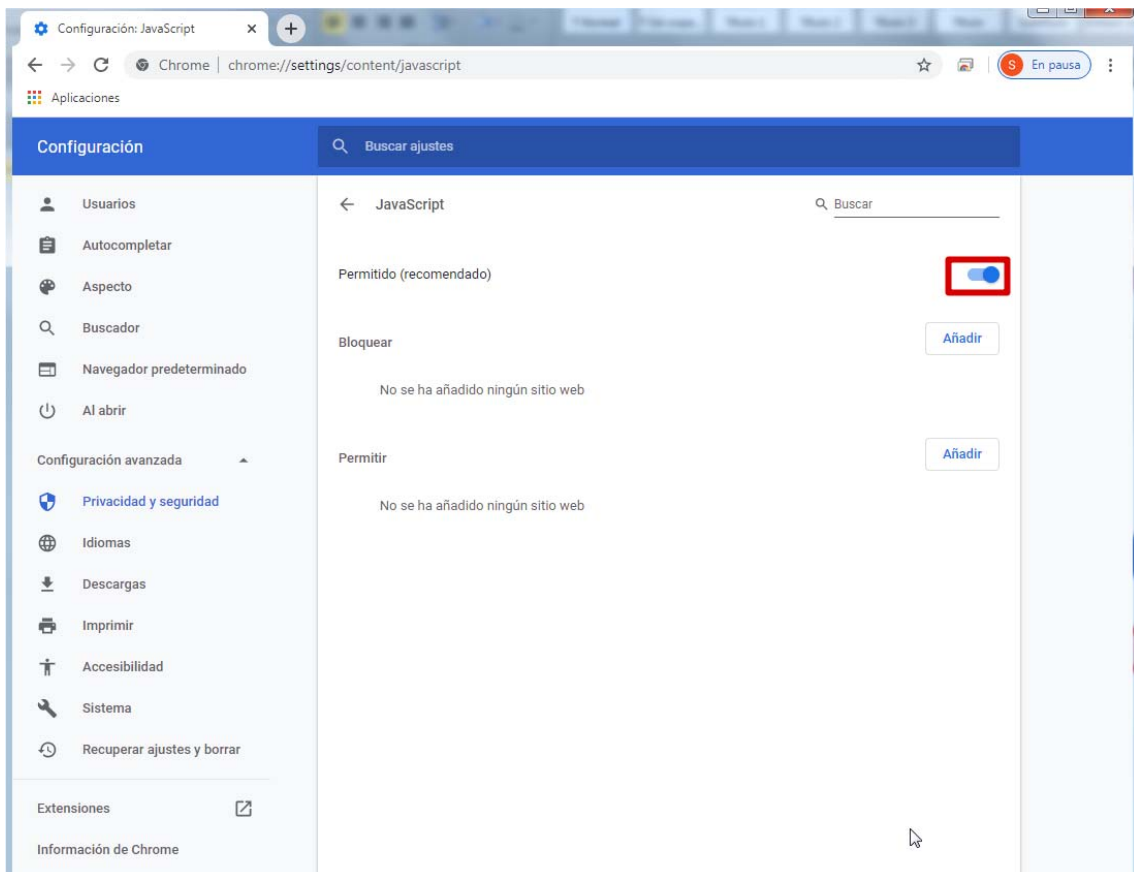 Configuración: JavaScript
Chrome | chrome://settings/content/javascript
S En pausa
Aplicaciones
Configuración
Buscar ajustes
Usuarios
Autocompletar
Aspecto
Buscador
Navegador predeterminado
Al abrir
Configuración avanzada
Privacidad y seguridad
Idiomas
Descargas
Imprimir
Accesibilidad
Sistema
Recuperar ajustes y borrar
Extensiones
Información de Chrome
JavaScript
Buscar
Permitido (recomendado)
Bloquear
Añadir
No se ha añadido ningún sitio web
Permitir
Añadir
No se ha añadido ningún sitio web